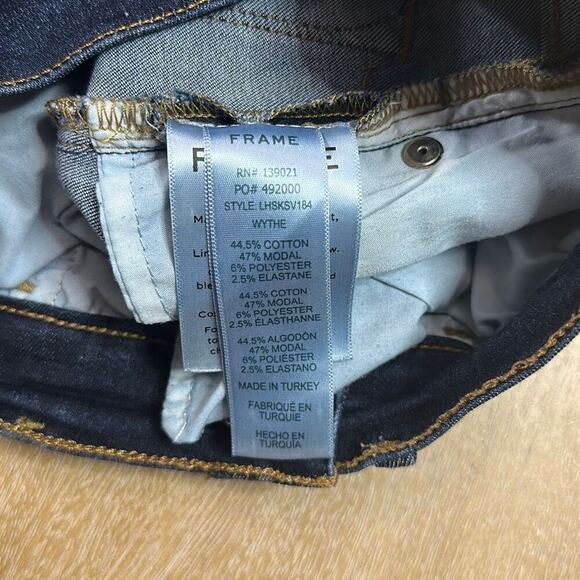 FRAME
RN# 139021
PO# 492000
STYLE: LHSKSV184
WYTHE
44.5% COTTON
47% MODAL
6% POLYESTER
2.5% ELASTANE
44.5% COTON
47% MODAL
6% POLYESTER
2.5% ELASTHANNE
44.5% ALGODÓN
47% MODAL
6% POLIÉSTER
2.5% ELASTANO
MADE IN TURKEY
FABRIQUÉ EN
TURQUIE
HECHO EN
TURQUÍA